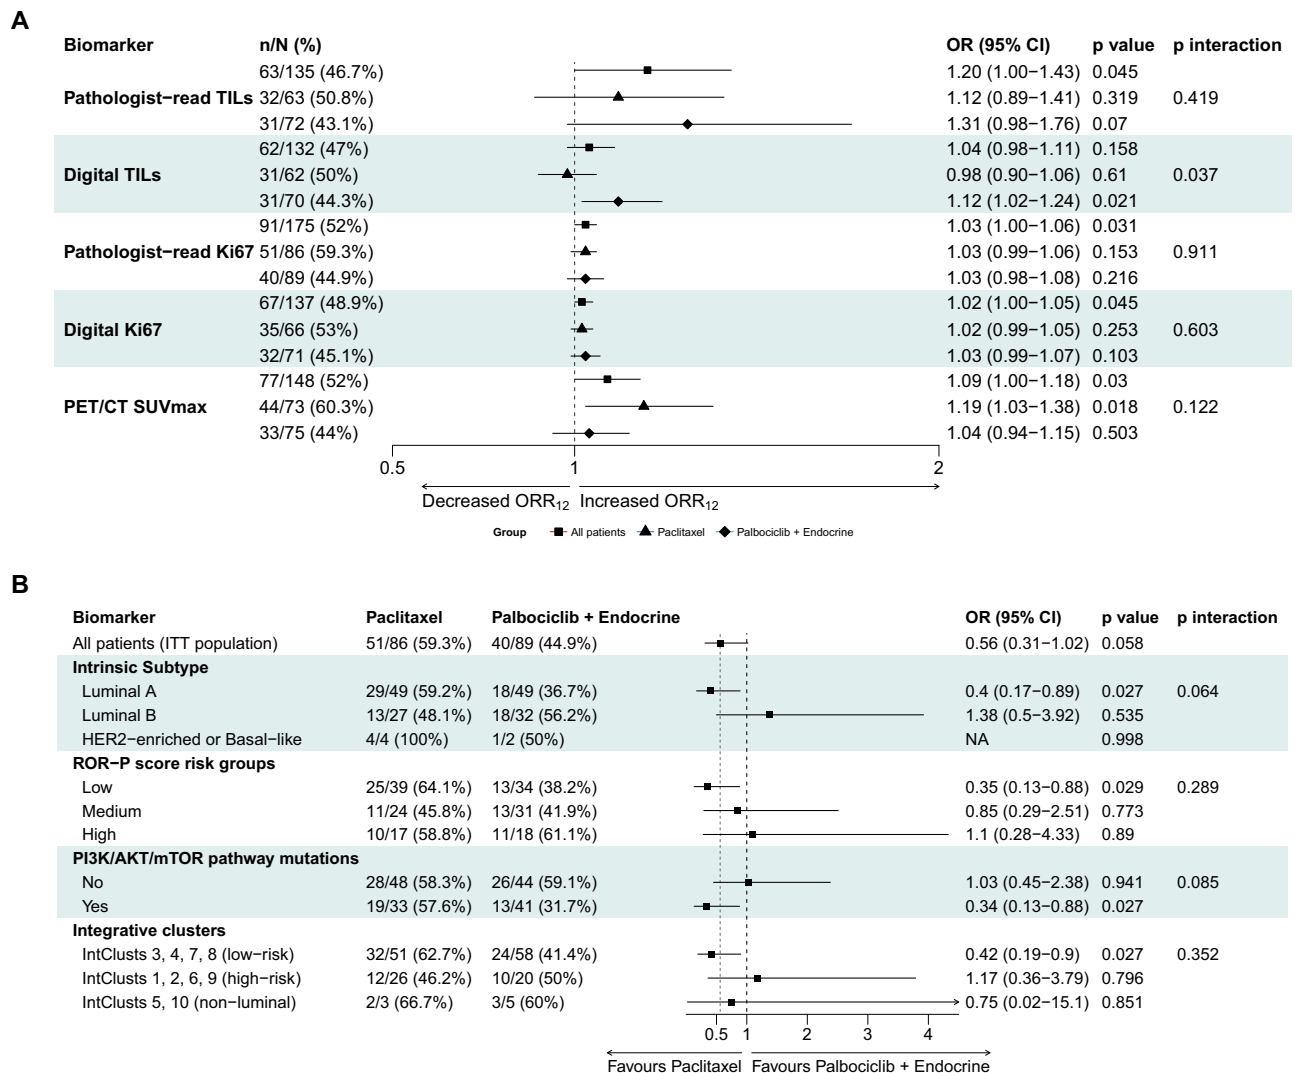 A
Biomarker n/N (%) OR (95% CI) p value p interaction
63/135 (46.7%) 1.20 (1.00−1.43) 0.045
Pathologist−read TILs 32/63 (50.8%) 1.12 (0.89−1.41) 0.319 0.419
31/72 (43.1%) 1.31 (0.98−1.76) 0.07
62/132 (47%) 1.04 (0.98−1.11) 0.158
Digital TILs 31/62 (50%) 0.98 (0.90−1.06) 0.61 0.037
31/70 (44.3%) 1.12 (1.02−1.24) 0.021
91/175 (52%) 1.03 (1.00−1.06) 0.031
Pathologist−read Ki67 51/86 (59.3%) 1.03 (0.99−1.06) 0.153 0.911
40/89 (44.9%) 1.03 (0.98−1.08) 0.216
67/137 (48.9%) 1.02 (1.00−1.05) 0.045
Digital Ki67 35/66 (53%) 1.02 (0.99−1.05) 0.253 0.603
32/71 (45.1%) 1.03 (0.99−1.07) 0.103
77/148 (52%) 1.09 (1.00−1.18) 0.03
PET/CT SUVmax 44/73 (60.3%) 1.19 (1.03−1.38) 0.018 0.122
33/75 (44%) 1.04 (0.94−1.15) 0.503
0.5 1 2
Decreased ORR₁₂ Increased ORR₁₂
Group All patients Paclitaxel Palbociclib + Endocrine
B
Biomarker Paclitaxel Palbociclib + Endocrine OR (95% CI) p value p interaction
All patients (ITT population) 51/86 (59.3%) 40/89 (44.9%) 0.56 (0.31−1.02) 0.058
Intrinsic Subtype
Luminal A 29/49 (59.2%) 18/49 (36.7%) 0.4 (0.17−0.89) 0.027 0.064
Luminal B 13/27 (48.1%) 18/32 (56.2%) 1.38 (0.5−3.92) 0.535
HER2−enriched or Basal−like 4/4 (100%) 1/2 (50%) NA 0.998
ROR−P score risk groups
Low 25/39 (64.1%) 13/34 (38.2%) 0.35 (0.13−0.88) 0.029 0.289
Medium 11/24 (45.8%) 13/31 (41.9%) 0.85 (0.29−2.51) 0.773
High 10/17 (58.8%) 11/18 (61.1%) 1.1 (0.28−4.33) 0.89
PI3K/AKT/mTOR pathway mutations
No 28/48 (58.3%) 26/44 (59.1%) 1.03 (0.45−2.38) 0.941 0.085
Yes 19/33 (57.6%) 13/41 (31.7%) 0.34 (0.13−0.88) 0.027
Integrative clusters
IntClusts 3, 4, 7, 8 (low−risk) 32/51 (62.7%) 24/58 (41.4%) 0.42 (0.19−0.9) 0.027 0.352
IntClusts 1, 2, 6, 9 (high−risk) 12/26 (46.2%) 10/20 (50%) 1.17 (0.36−3.79) 0.796
IntClusts 5, 10 (non−luminal) 2/3 (66.7%) 3/5 (60%) 0.75 (0.02−15.1) 0.851
0.5 1 2 3 4
Favours Paclitaxel Favours Palbociclib + Endocrine